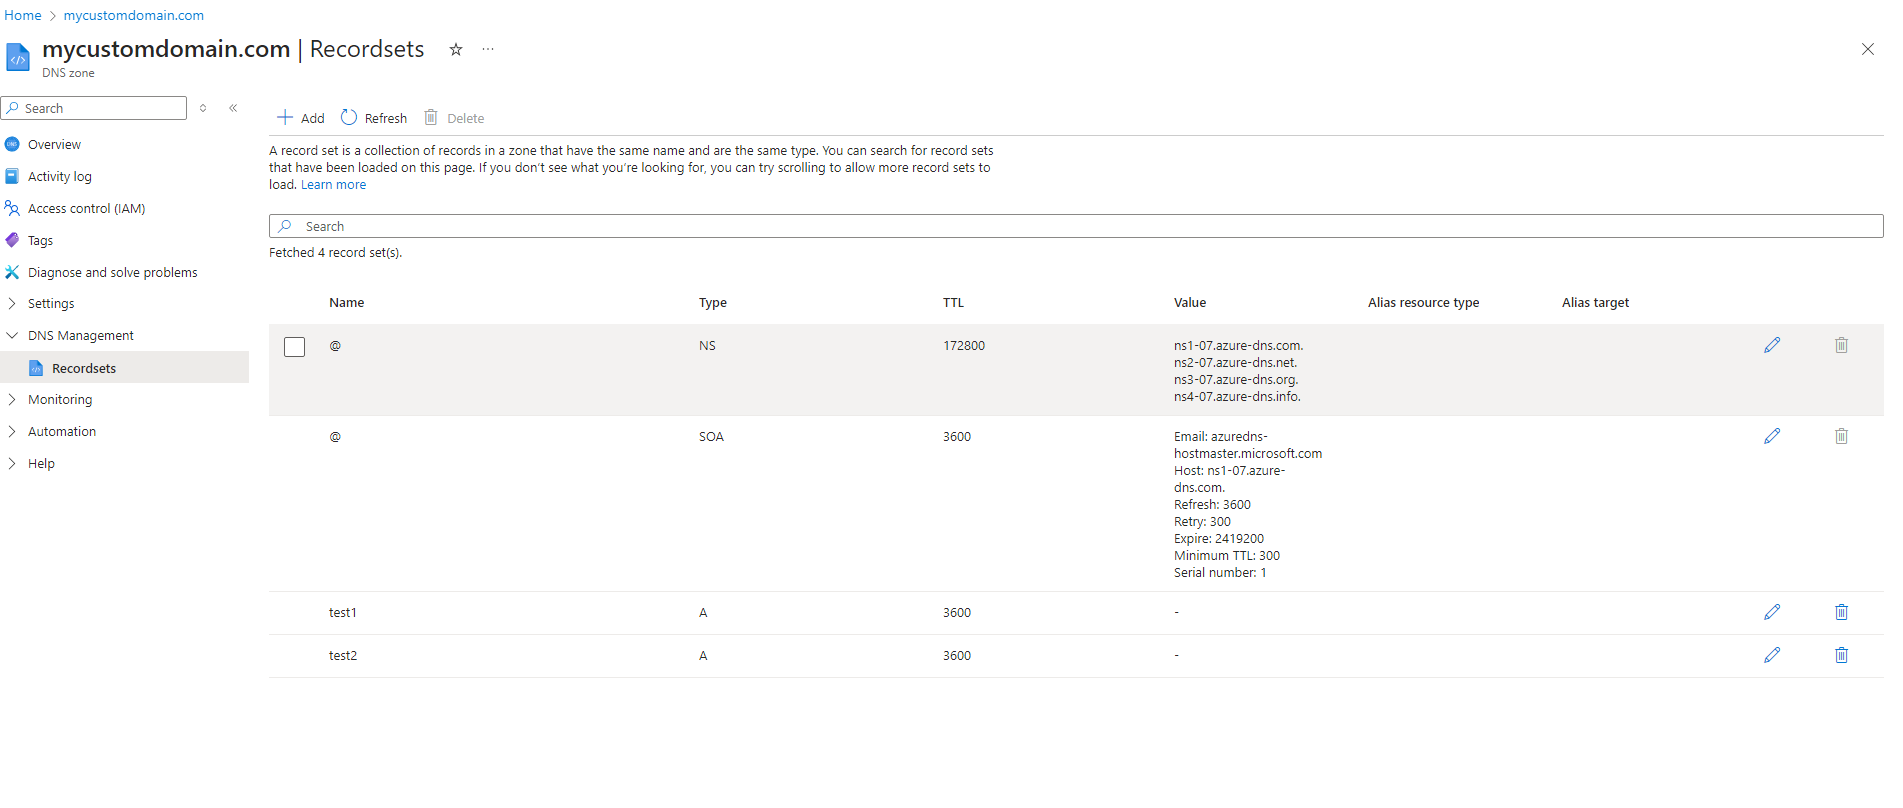 Home > mycustomdomain.com
mycustomdomain.com | Recordsets
DNS zone
Search
Overview
Activity log
Access control (IAM)
Tags
Diagnose and solve problems
Settings
DNS Management
Recordsets
Monitoring
Automation
Help
Add Refresh Delete
A record set is a collection of records in a zone that have the same name and are the same type. You can search for record sets
that have been loaded on this page. If you don't see what you're looking for, you can try scrolling to allow more record sets to
load. Learn more
Search
Fetched 4 record set(s).
Name Type TTL Value Alias resource type Alias target
@ NS 172800 ns1-07.azure-dns.com.
ns2-07.azure-dns.net.
ns3-07.azure-dns.org.
ns4-07.azure-dns.info.
@ SOA 3600 Email: azuredns-
hostmaster.microsoft.com
Host: ns1-07.azure-
dns.com.
Refresh: 3600
Retry: 300
Expire: 2419200
Minimum TTL: 300
Serial number: 1
test1 A 3600 -
test2 A 3600 -